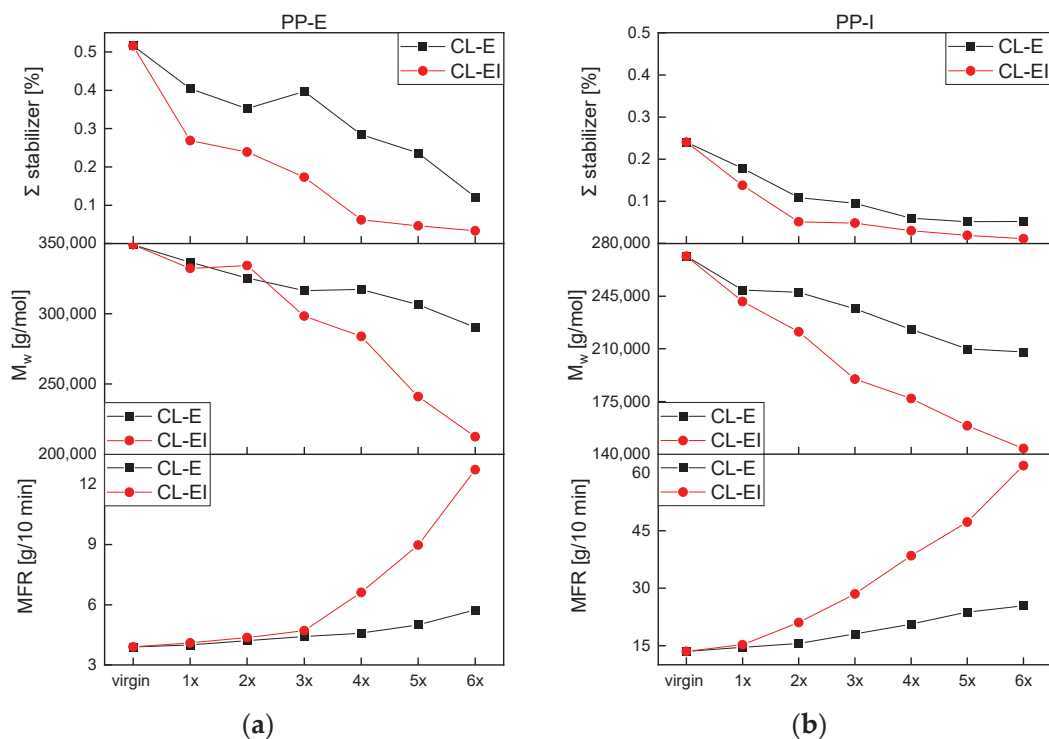 PP-E
CL-E
CL-EI
Σ stabilizer [%]
0.5
0.4
0.3
0.2
0.1
350,000
300,000
250,000
200,000
M_w [g/mol]
CL-E
CL-EI
CL-E
CL-EI
12
9
6
3
MFR [g/10 min]
virgin 1x 2x 3x 4x 5x 6x
(a)
PP-I
CL-E
CL-EI
Σ stabilizer [%]
0.5
0.4
0.3
0.2
0.1
280,000
245,000
210,000
175,000
140,000
M_w [g/mol]
CL-E
CL-EI
CL-E
CL-EI
60
45
30
15
MFR [g/10 min]
virgin 1x 2x 3x 4x 5x 6x
(b)